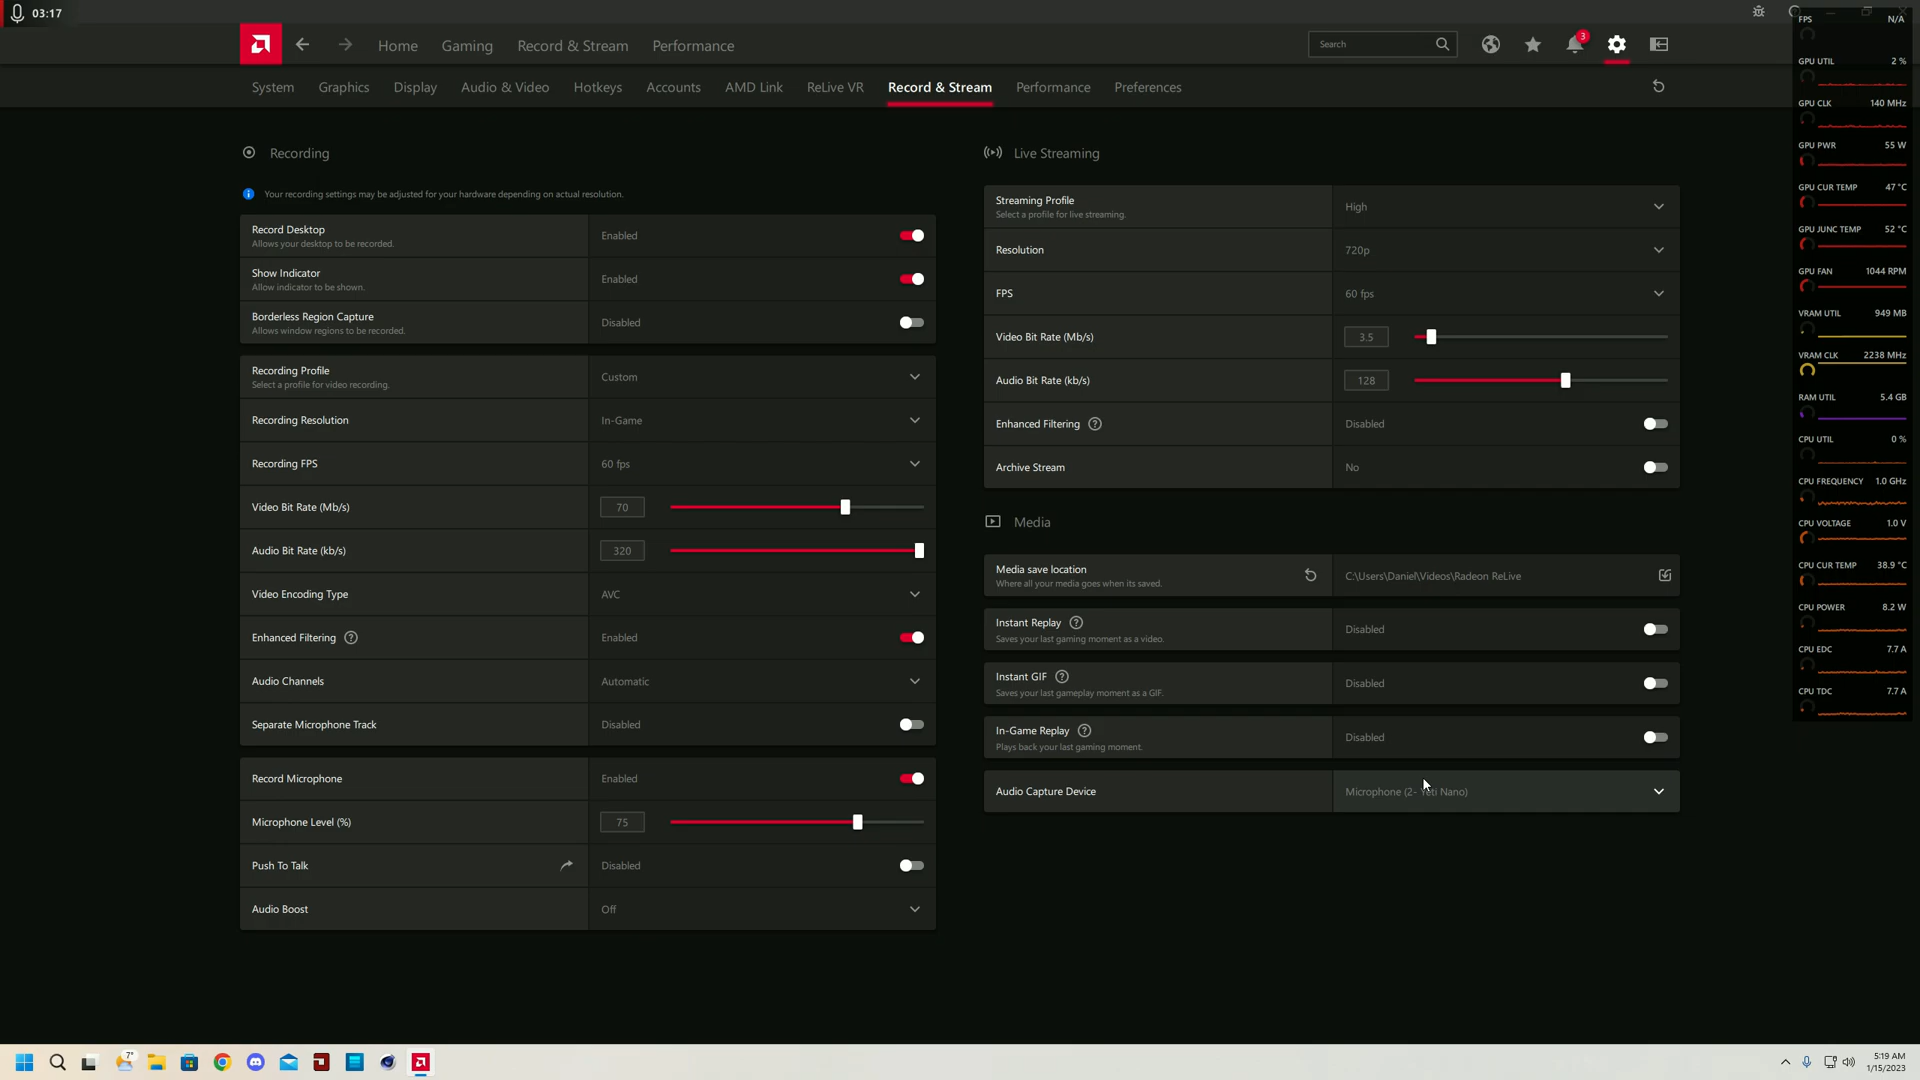 03:17
Home
Gaming
Record & Stream
Performance
Search
3
System
Graphics
Display
Audio & Video
Hotkeys
Accounts
AMD Link
ReLive VR
Record & Stream
Performance
Preferences
Recording
Your recording settings may be adjusted for your hardware depending on actual resolution.
Record Desktop
Allows your desktop to be recorded.
Enabled
Show Indicator
Allow indicator to be shown.
Enabled
Borderless Region Capture
Allows window regions to be recorded.
Disabled
Recording Profile
Select a profile for video recording.
Custom
Recording Resolution
In-Game
Recording FPS
60 fps
Video Bit Rate (Mb/s)
70
Audio Bit Rate (kb/s)
320
Video Encoding Type
AVC
Enhanced Filtering
Enabled
Audio Channels
Automatic
Separate Microphone Track
Disabled
Record Microphone
Enabled
Microphone Level (%)
75
Push To Talk
Disabled
Audio Boost
Off
Live Streaming
Streaming Profile
Select a profile for live streaming.
High
Resolution
720p
FPS
60 fps
Video Bit Rate (Mb/s)
3.5
Audio Bit Rate (kb/s)
128
Enhanced Filtering
Disabled
Archive Stream
No
Media
Media save location
Where all your media goes when its saved.
C:\Users\Daniel\Videos\Radeon ReLive
Instant Replay
Saves your last gaming moment as a video.
Disabled
Instant GIF
Saves your last gameplay moment as a GIF.
Disabled
In-Game Replay
Plays back your last gaming moment.
Disabled
Audio Capture Device
Microphone (2- Yeti Nano)
FPS N/A
GPU UTIL 2 %
GPU CLK 140 MHz
GPU PWR 55 W
GPU CUR TEMP 47 °C
GPU JUNC TEMP 52 °C
GPU FAN 1044 RPM
VRAM UTIL 949 MB
VRAM CLK 2238 MHz
RAM UTIL 5.4 GB
CPU UTIL 0 %
CPU FREQUENCY 1.0 GHz
CPU VOLTAGE 1.0 V
CPU CUR TEMP 38.9 °C
CPU POWER 8.2 W
CPU EDC 7.7 A
CPU TDC 7.7 A
7°
5:19 AM
1/15/2023